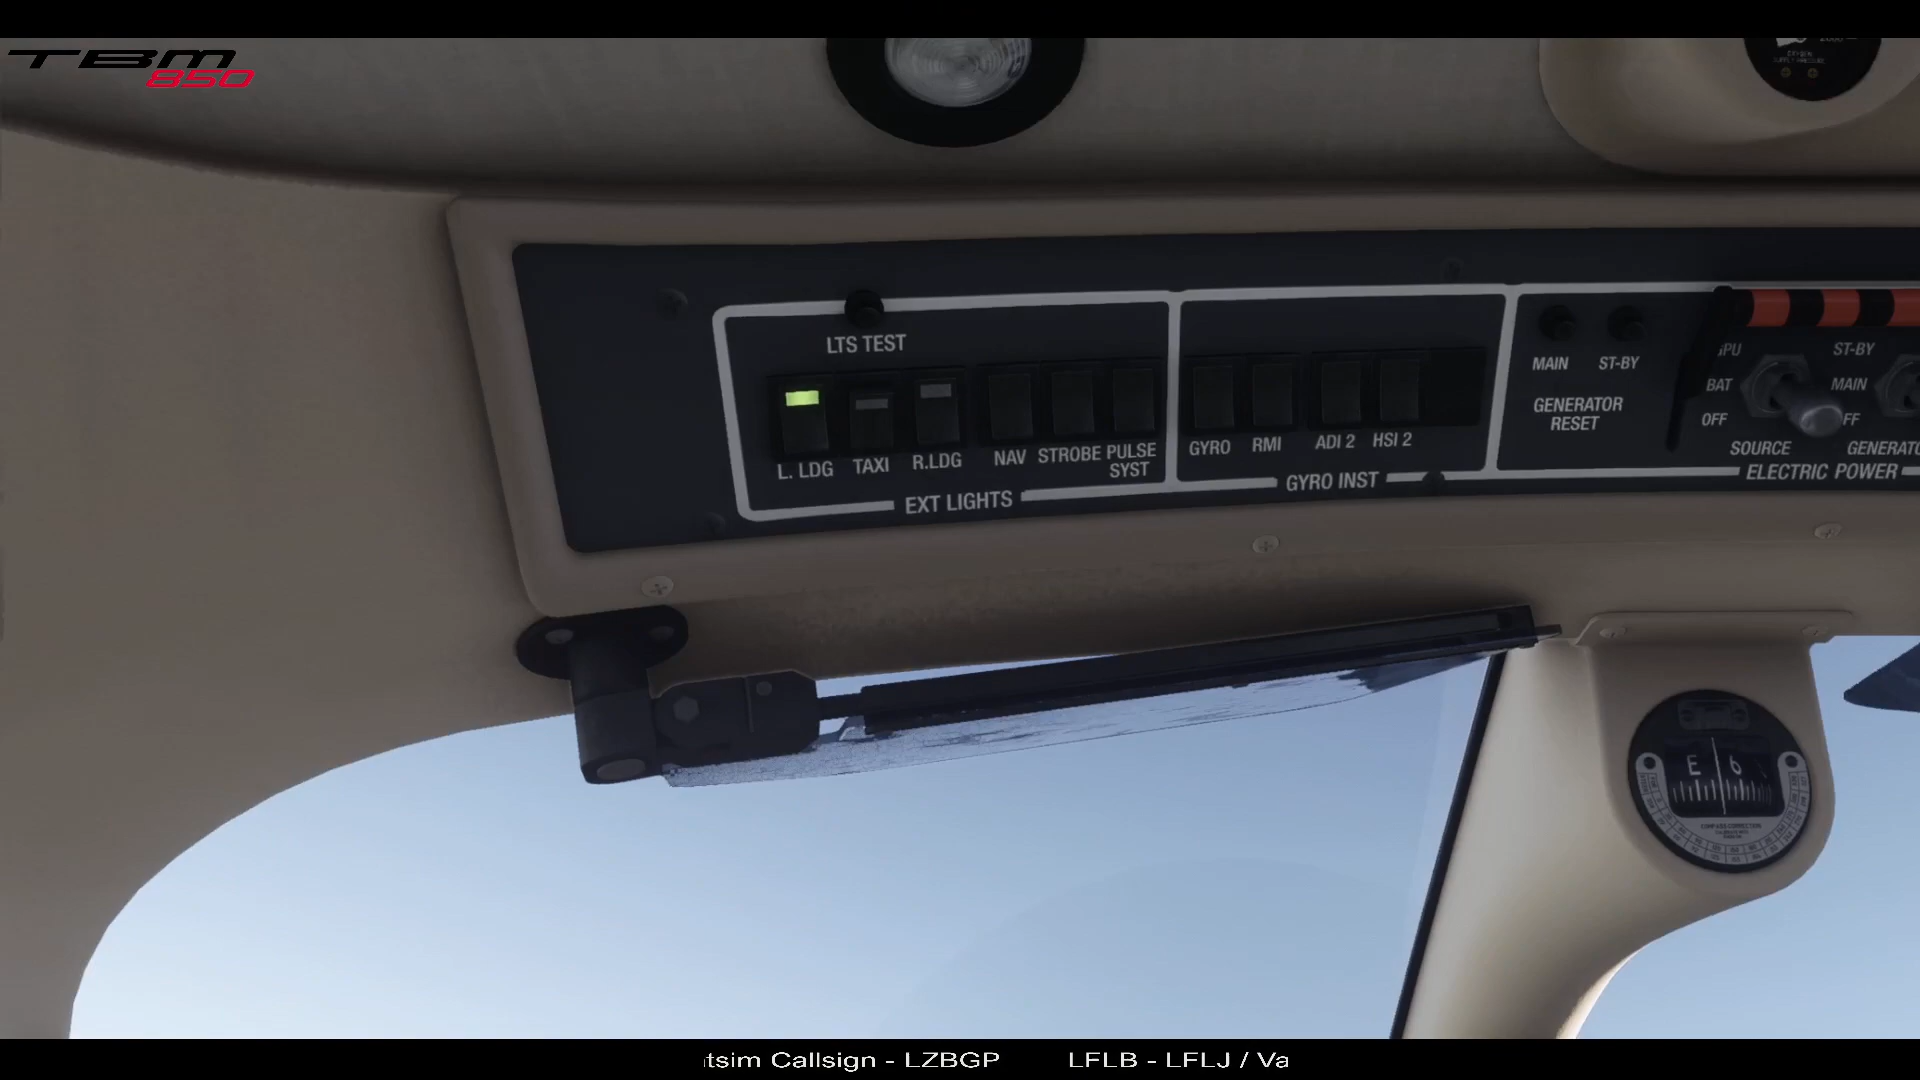 TBM
850
LTS TEST
L. LDG TAXI R.LDG NAV STROBE PULSE SYST
EXT LIGHTS
GYRO RMI ADI 2 HSI 2
GYRO INST
MAIN ST-BY
GENERATOR
RESET
ST-BY
BAT MAIN
OFF
SOURCE
ELECTRIC POWER
E 6
tsim Callsign - LZBGP LFLB - LFLJ / Va